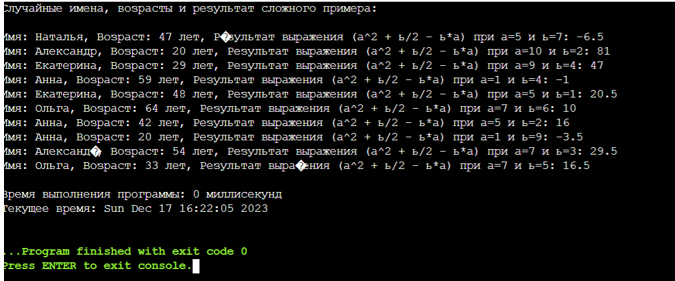 Случайные имена, возрасты и результат сложного примера:
Имя: Наталья, Возраст: 47 лет, Р�зультат выражения (a^2 + ь/2 - ь*a) при a=5 и ь=7: -6.5
Имя: Александр, Возраст: 20 лет, Результат выражения (a^2 + ь/2 - ь*a) при a=10 и ь=2: 81
Имя: Екатерина, Возраст: 29 лет, Результат выражения (a^2 + ь/2 - ь*a) при a=9 и ь=4: 47
Имя: Анна, Возраст: 59 лет, Результат выражения (a^2 + ь/2 - ь*a) при a=1 и ь=4: -1
Имя: Екатерина, Возраст: 48 лет, Результат выражения (a^2 + ь/2 - ь*a) при a=5 и ь=1: 20.5
Имя: Ольга, Возраст: 64 лет, Результат выражения (a^2 + ь/2 - ь*a) при a=7 и ь=6: 10
Имя: Анна, Возраст: 42 лет, Результат выражения (a^2 + ь/2 - ь*a) при a=5 и ь=2: 16
Имя: Анна, Возраст: 20 лет, Результат выражения (a^2 + ь/2 - ь*a) при a=1 и ь=9: -3.5
Имя: Александ�, Возраст: 54 лет, Результат выражения (a^2 + ь/2 - ь*a) при a=7 и ь=3: 29.5
Имя: Ольга, Возраст: 33 лет, Результат выра�ения (a^2 + ь/2 - ь*a) при a=7 и ь=5: 16.5
Время выполнения программы: 0 миллисекунд
Текущее время: Sun Dec 17 16:22:05 2023
...Program finished with exit code 0
Press ENTER to exit console.